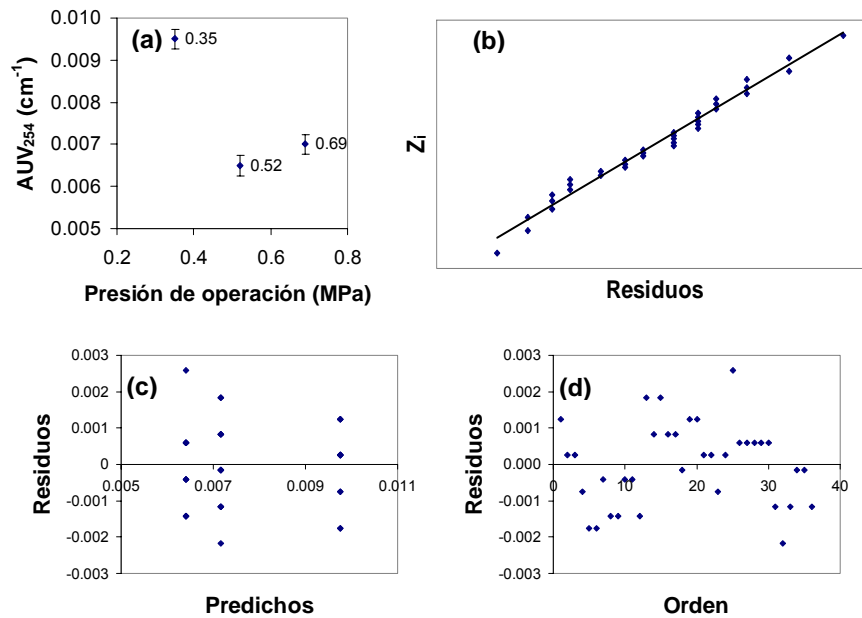 (a)
AUV254 (cm-1)
0.010
0.009
0.008
0.007
0.006
0.005
0.35
0.52
0.69
0.2 0.4 0.6 0.8
Presión de operación (MPa)
(b)
Zi
Residuos
(c)
Residuos
0.003
0.002
0.001
0
-0.001
-0.002
-0.003
0.005 0.007 0.009 0.011
Predichos
(d)
Residuos
0.003
0.002
0.001
0.000
-0.001
-0.002
-0.003
0 10 20 30 40
Orden